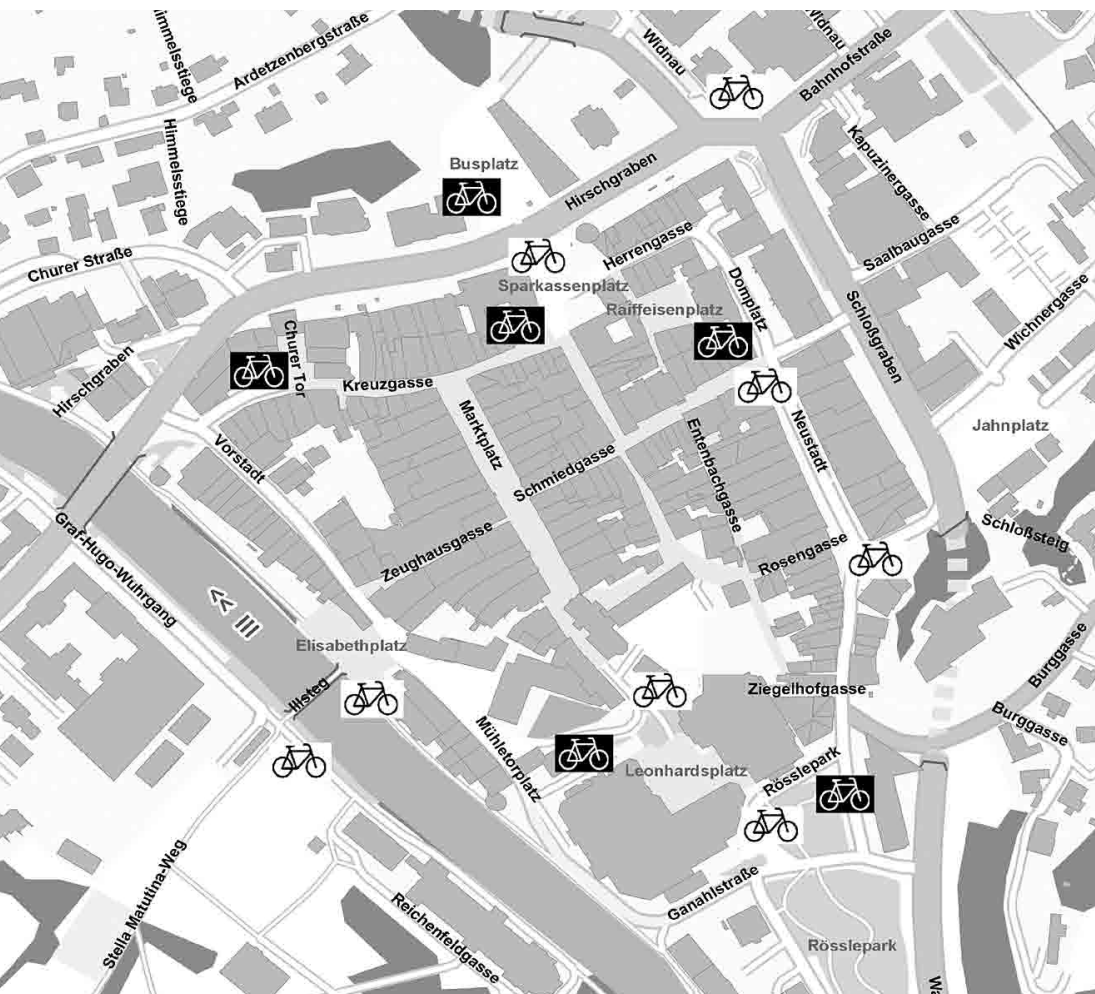 Himmelsstiege
Ardetzenbergstraße
Widnau
Widnau
Bahnhofstraße
Himmelsstiege
Busplatz
Hirschgraben
Kapuzinergasse
Churer Straße
Herrengasse
Saalbaugasse
Sparkassenplatz
Raiffeisenplatz
Domplatz
Schloßgraben
Wichnergasse
Hirschgraben
Churer Tor
Kreuzgasse
Marktplatz
Neustadt
Jahnplatz
Vorstadt
Schmiedgasse
Entenbachgasse
Graf-Hugo-Wuhrgang
Zeughausgasse
Rosengasse
Schloßsteig
Elisabethplatz
Illsteg
Ziegelhofgasse
Burggasse
Burggasse
Mühletorplatz
Leonhardsplatz
Rösslepark
Stella Matutina-Weg
Reichenfeldgasse
Ganahlstraße
Rösslepark